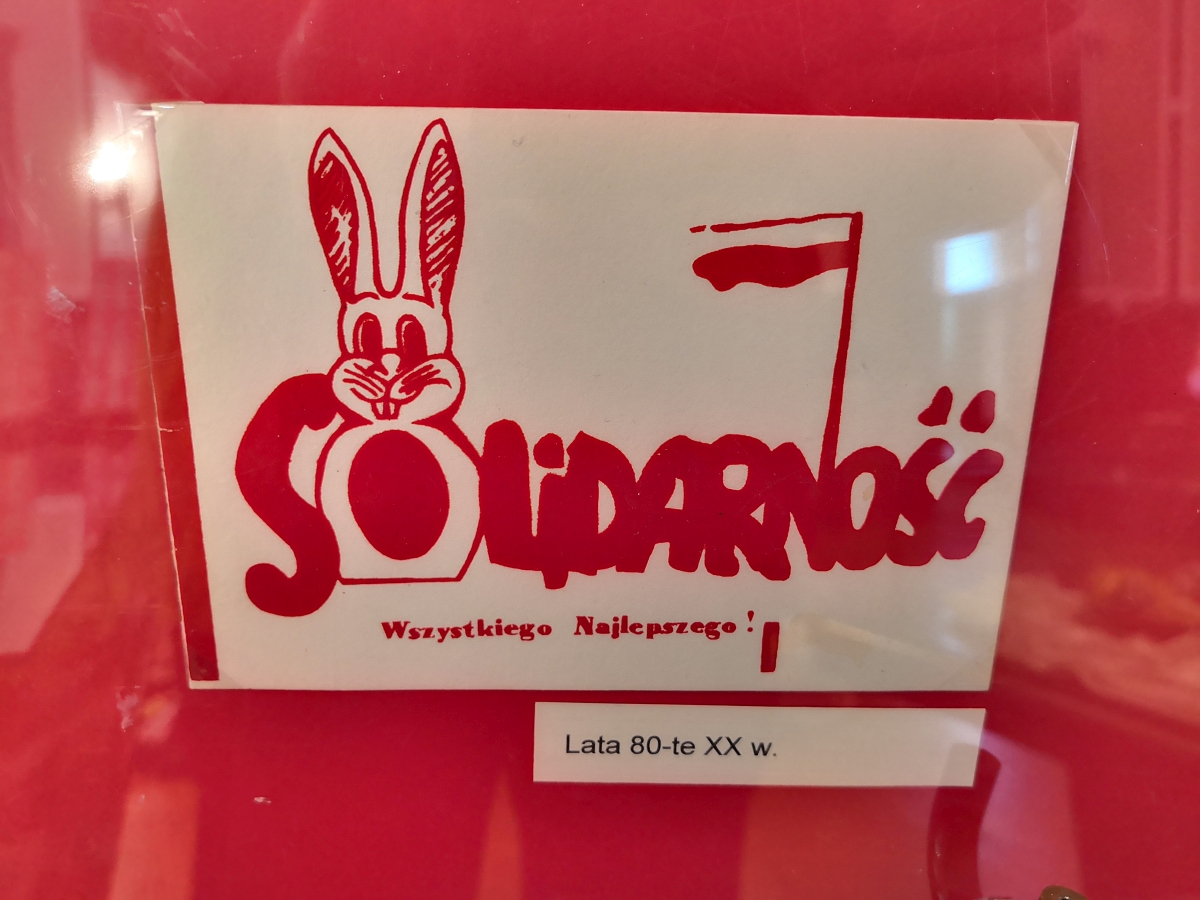 SOLiDARNOŚĆ
Wszystkiego Najlepszego !
Lata 80-te XX w.